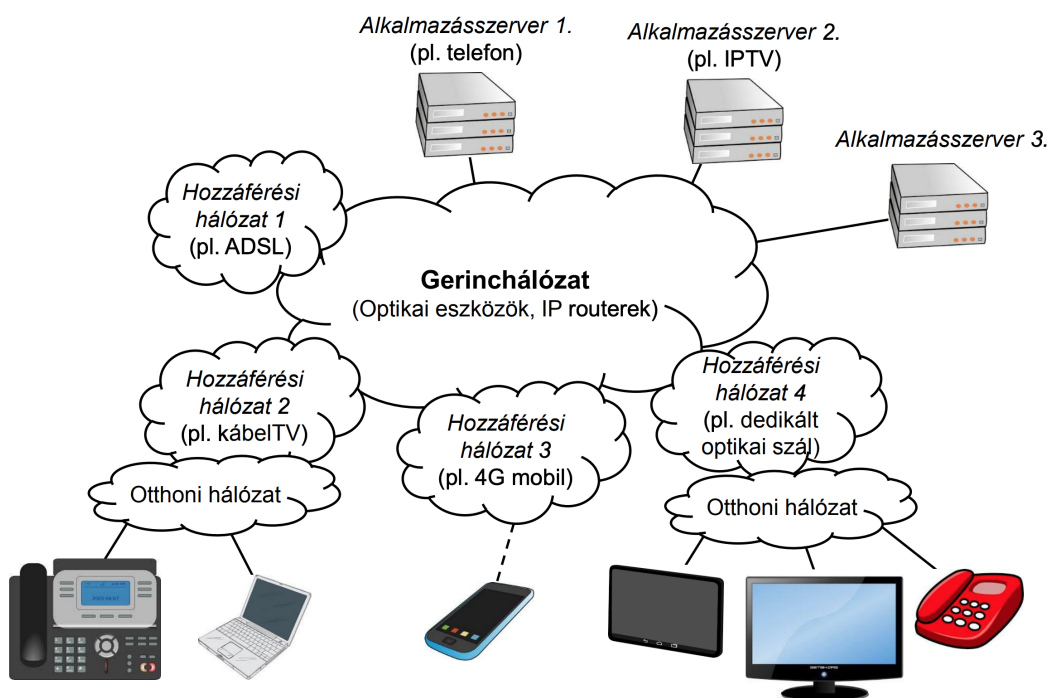 Alkalmazásszerver 1.
(pl. telefon)
Alkalmazásszerver 2.
(pl. IPTV)
Alkalmazásszerver 3.
Hozzáférési
hálózat 1
(pl. ADSL)
Gerinchálózat
(Optikai eszközök, IP routerek)
Hozzáférési
hálózat 2
(pl. kábelTV)
Hozzáférési
hálózat 3
(pl. 4G mobil)
Hozzáférési
hálózat 4
(pl. dedikált
optikai szál)
Otthoni hálózat
Otthoni hálózat